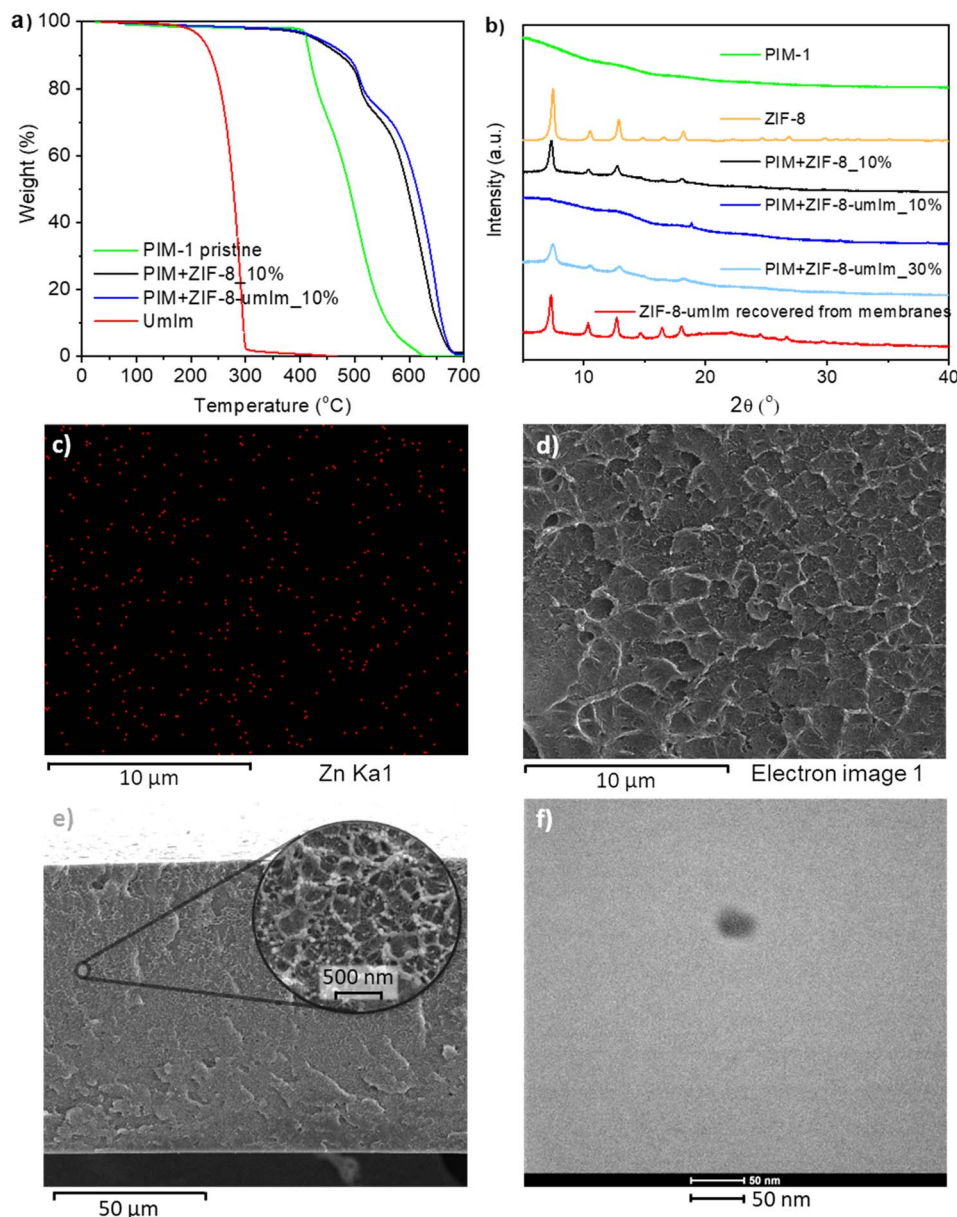 a)
100
80
60
40
20
0
Weight (%)
PIM-1 pristine
PIM+ZIF-8_10%
PIM+ZIF-8-umIm_10%
UmIm
0 100 200 300 400 500 600 700
Temperature (°C)
b)
Intensity (a.u.)
PIM-1
ZIF-8
PIM+ZIF-8_10%
PIM+ZIF-8-umIm_10%
PIM+ZIF-8-umIm_30%
ZIF-8-umIm recovered from membranes
10 20 30 40
2θ (°)
c)
10 µm Zn Ka1
d)
10 µm Electron image 1
e)
500 nm
50 µm
f)
50 nm
50 nm